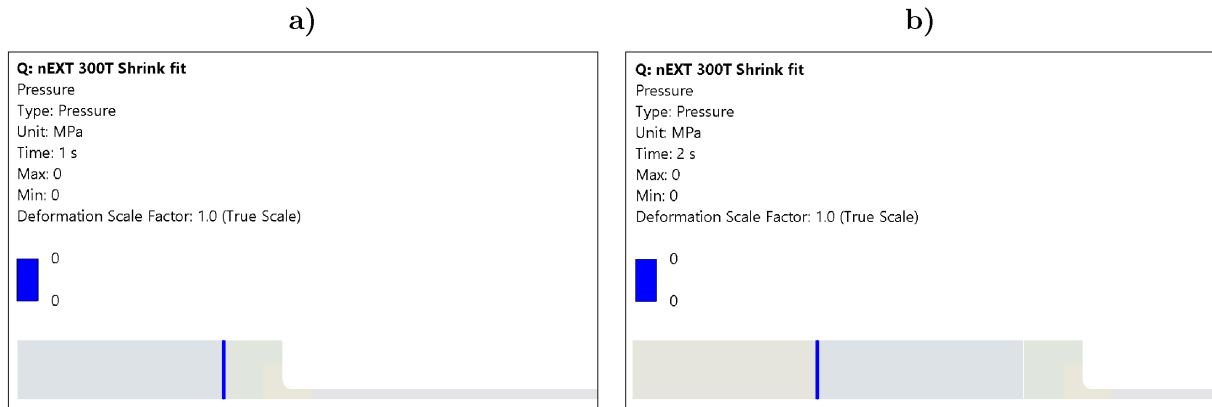 a)
Q: nEXT 300T Shrink fit
Pressure
Type: Pressure
Unit: MPa
Time: 1 s
Max: 0
Min: 0
Deformation Scale Factor: 1.0 (True Scale)
0
0
b)
Q: nEXT 300T Shrink fit
Pressure
Type: Pressure
Unit: MPa
Time: 2 s
Max: 0
Min: 0
Deformation Scale Factor: 1.0 (True Scale)
0
0